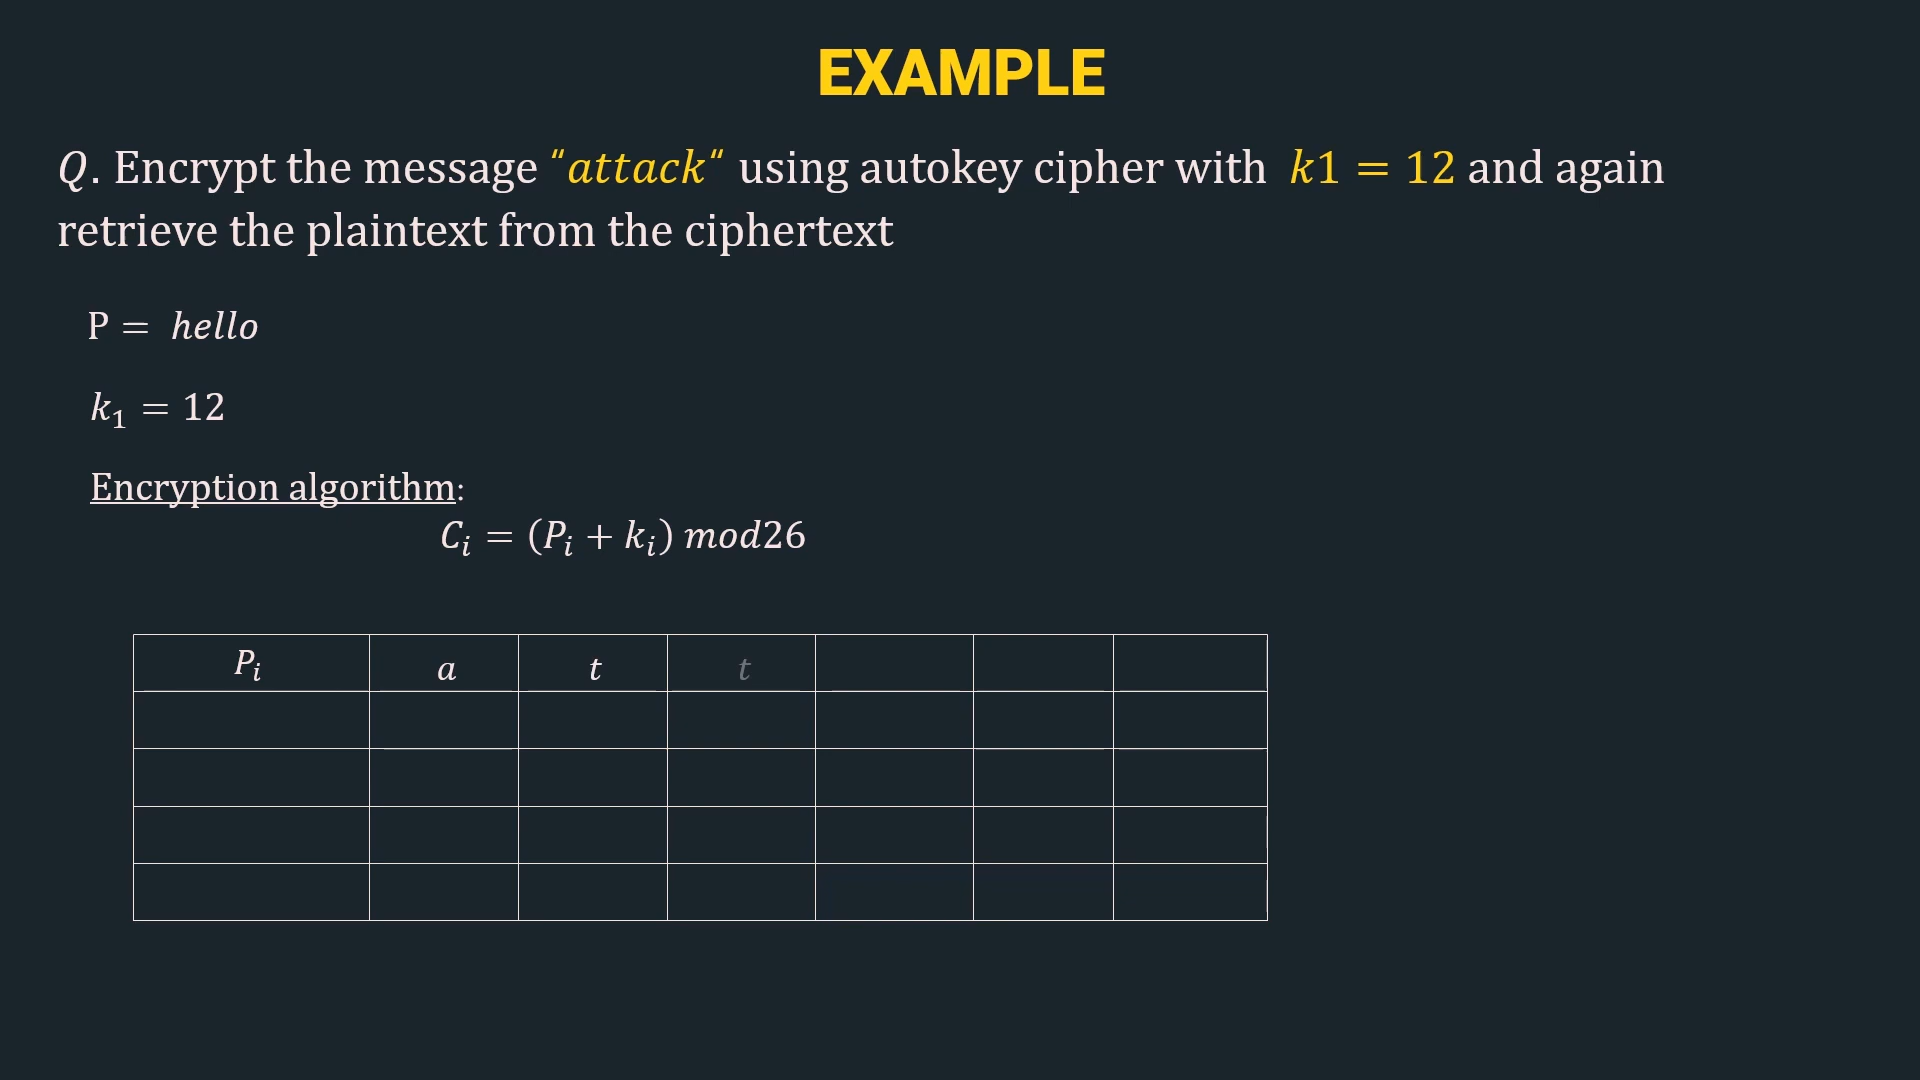 EXAMPLE
Q. Encrypt the message “attack“ using autokey cipher with k1 = 12 and again
retrieve the plaintext from the ciphertext
P = hello
k₁ = 12
Encryption algorithm:
Cᵢ = (Pᵢ + kᵢ) mod26
Pᵢ a t t